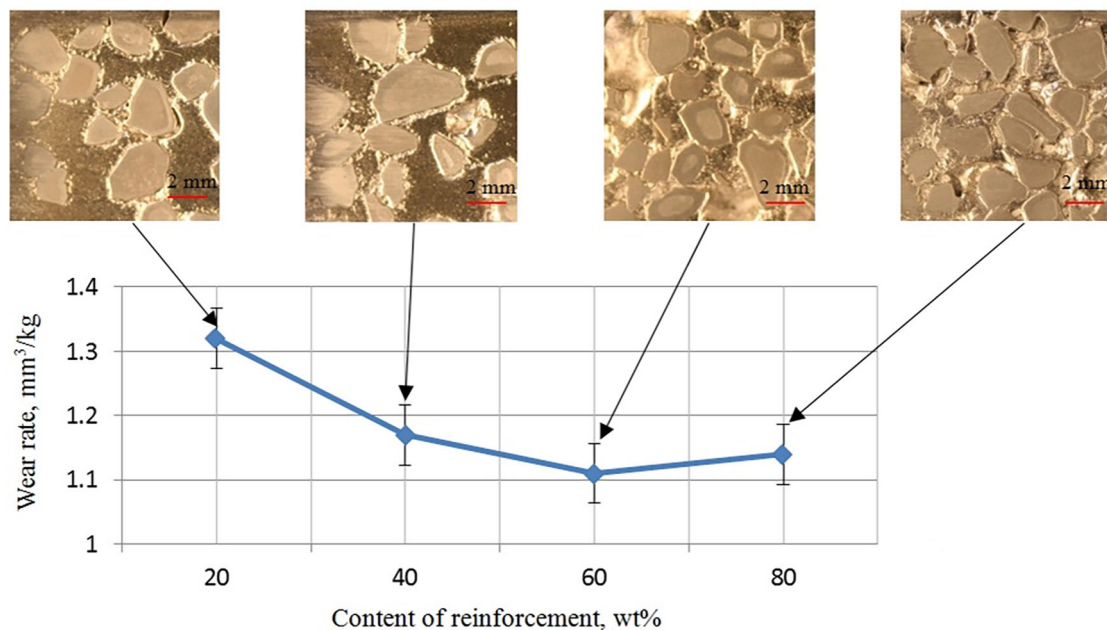 2 mm
2 mm
2 mm
2 mm
1.4
1.3
1.2
1.1
1
Wear rate, mm³/kg
20 40 60 80
Content of reinforcement, wt%